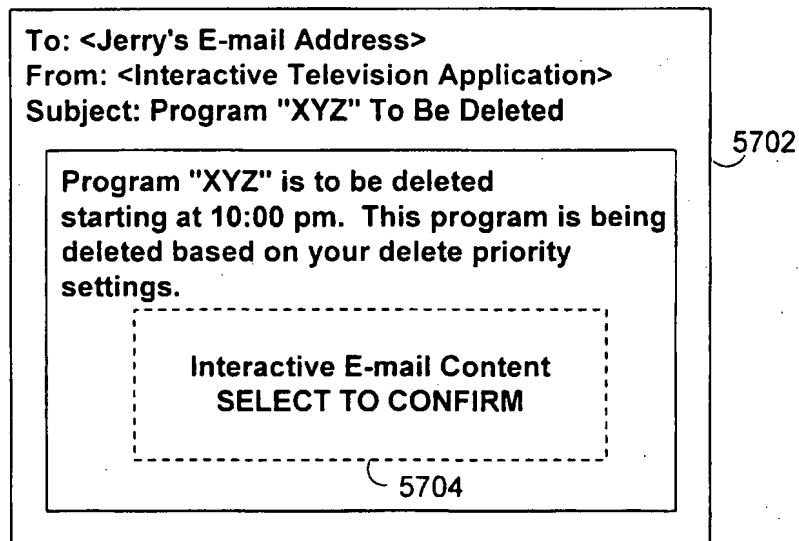 To: <Jerry's E-mail Address>
From: <Interactive Television Application>
Subject: Program "XYZ" To Be Deleted
5702
Program "XYZ" is to be deleted
starting at 10:00 pm. This program is being
deleted based on your delete priority
settings.
Interactive E-mail Content
SELECT TO CONFIRM
5704